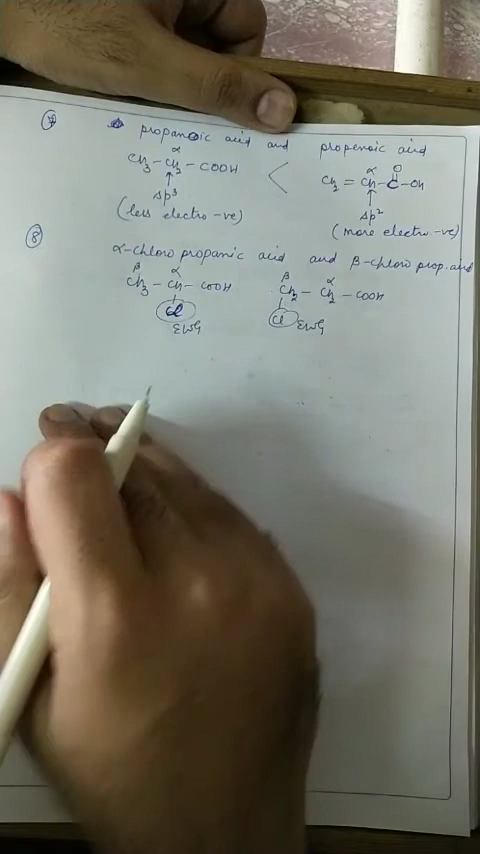 7 propanoic acid and propenoic acid
CH3 - CH2 - COOH < CH2 = CH - C - OH
α α O
sp3 sp2
(less electro -ve) (more electro -ve)
8 α-chloro propanic acid and β-chloro prop. acid
β α β α
CH3 - CH - COOH CH2 - CH2 - COOH
Cl EWG Cl EWG